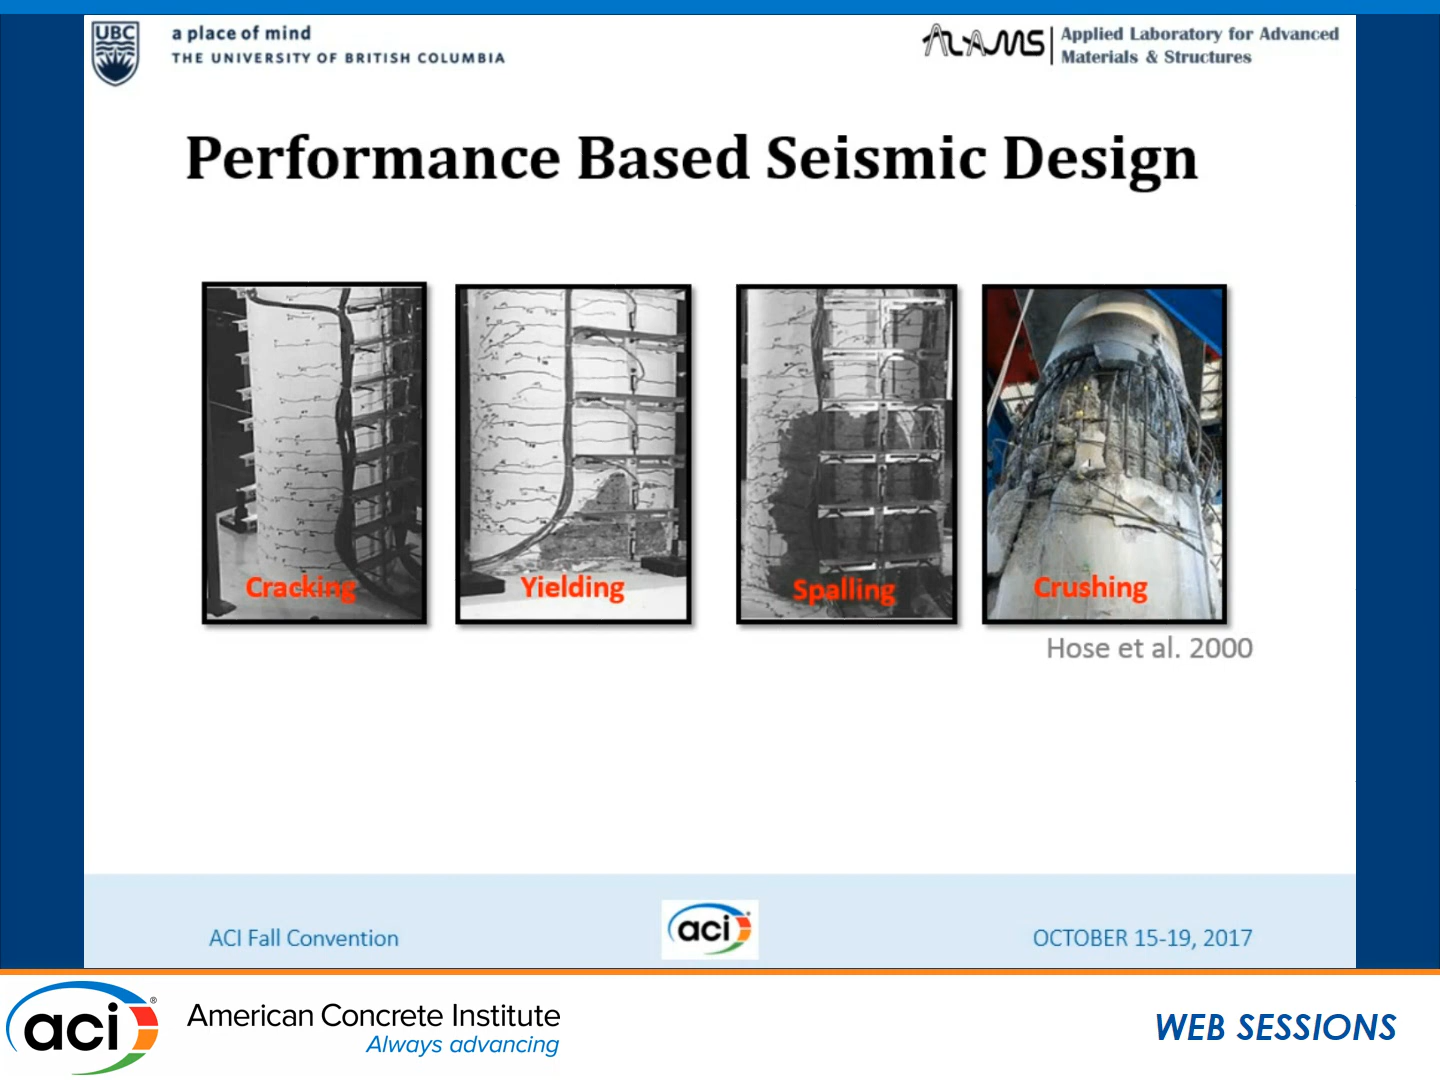 UBC
a place of mind
THE UNIVERSITY OF BRITISH COLUMBIA
ALAMS
Applied Laboratory for Advanced
Materials & Structures
Performance Based Seismic Design
Cracking
Yielding
Spalling
Crushing
Hose et al. 2000
ACI Fall Convention
aci
OCTOBER 15-19, 2017
aci®
American Concrete Institute
Always advancing
WEB SESSIONS